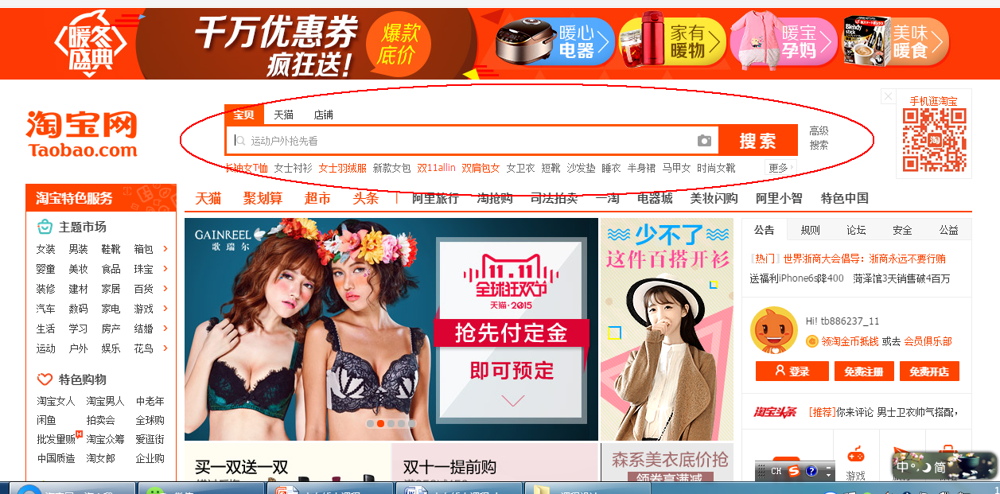 暖冬
盛典
千万优惠券
疯狂送!
爆款
底价
暖心
电器
家有
暖物
暖宝
孕妈
Blendy
stick
美味
暖食
淘宝网
Taobao.com
宝贝 天猫 店铺
运动户外抢先看
搜索
高级
搜索
长袖女T恤 女士衬衫 女士羽绒服 新款女包 双11allin 双肩包女 女卫衣 短靴 沙发垫 睡衣 半身裙 马甲女 时尚女靴 更多
手机逛淘宝
淘
淘宝特色服务
天猫 聚划算 超市 头条 | 阿里旅行 淘抢购 司法拍卖 一淘 电器城 美妆闪购 阿里小智 特色中国
主题市场
女装 男装 鞋靴 箱包 >
婴童 美妆 食品 珠宝 >
装修 建材 家居 百货 >
汽车 数码 家电 游戏 >
生活 学习 房产 结婚 >
运动 户外 娱乐 花鸟 >
特色购物
淘宝女人 淘宝男人 中老年
闲鱼 拍卖会 全球购
批发量贩 H 淘宝众筹 爱逛街
中国质造 淘女郎 企业购
GAINREEL
歌瑞尔
11.11
全球狂欢节
天猫·2015
抢先付定金
即可预定
少不了
这件百搭开衫
公告 规则 论坛 安全 公益
[热门] 世界浙商大会倡导：浙商永远不要行贿
送福利iPhone6s降400 菏泽馆3天销售破4百万
Hi! tb886237_11
领淘金币抵钱 或去 会员俱乐部
登录 免费注册 免费开店
淘宝头条 [推荐]你来评论 男士卫衣帅气搭配，
买一双送一双
双十一提前购
森系美衣底价抢
领券享满减
游戏
CH
中 简